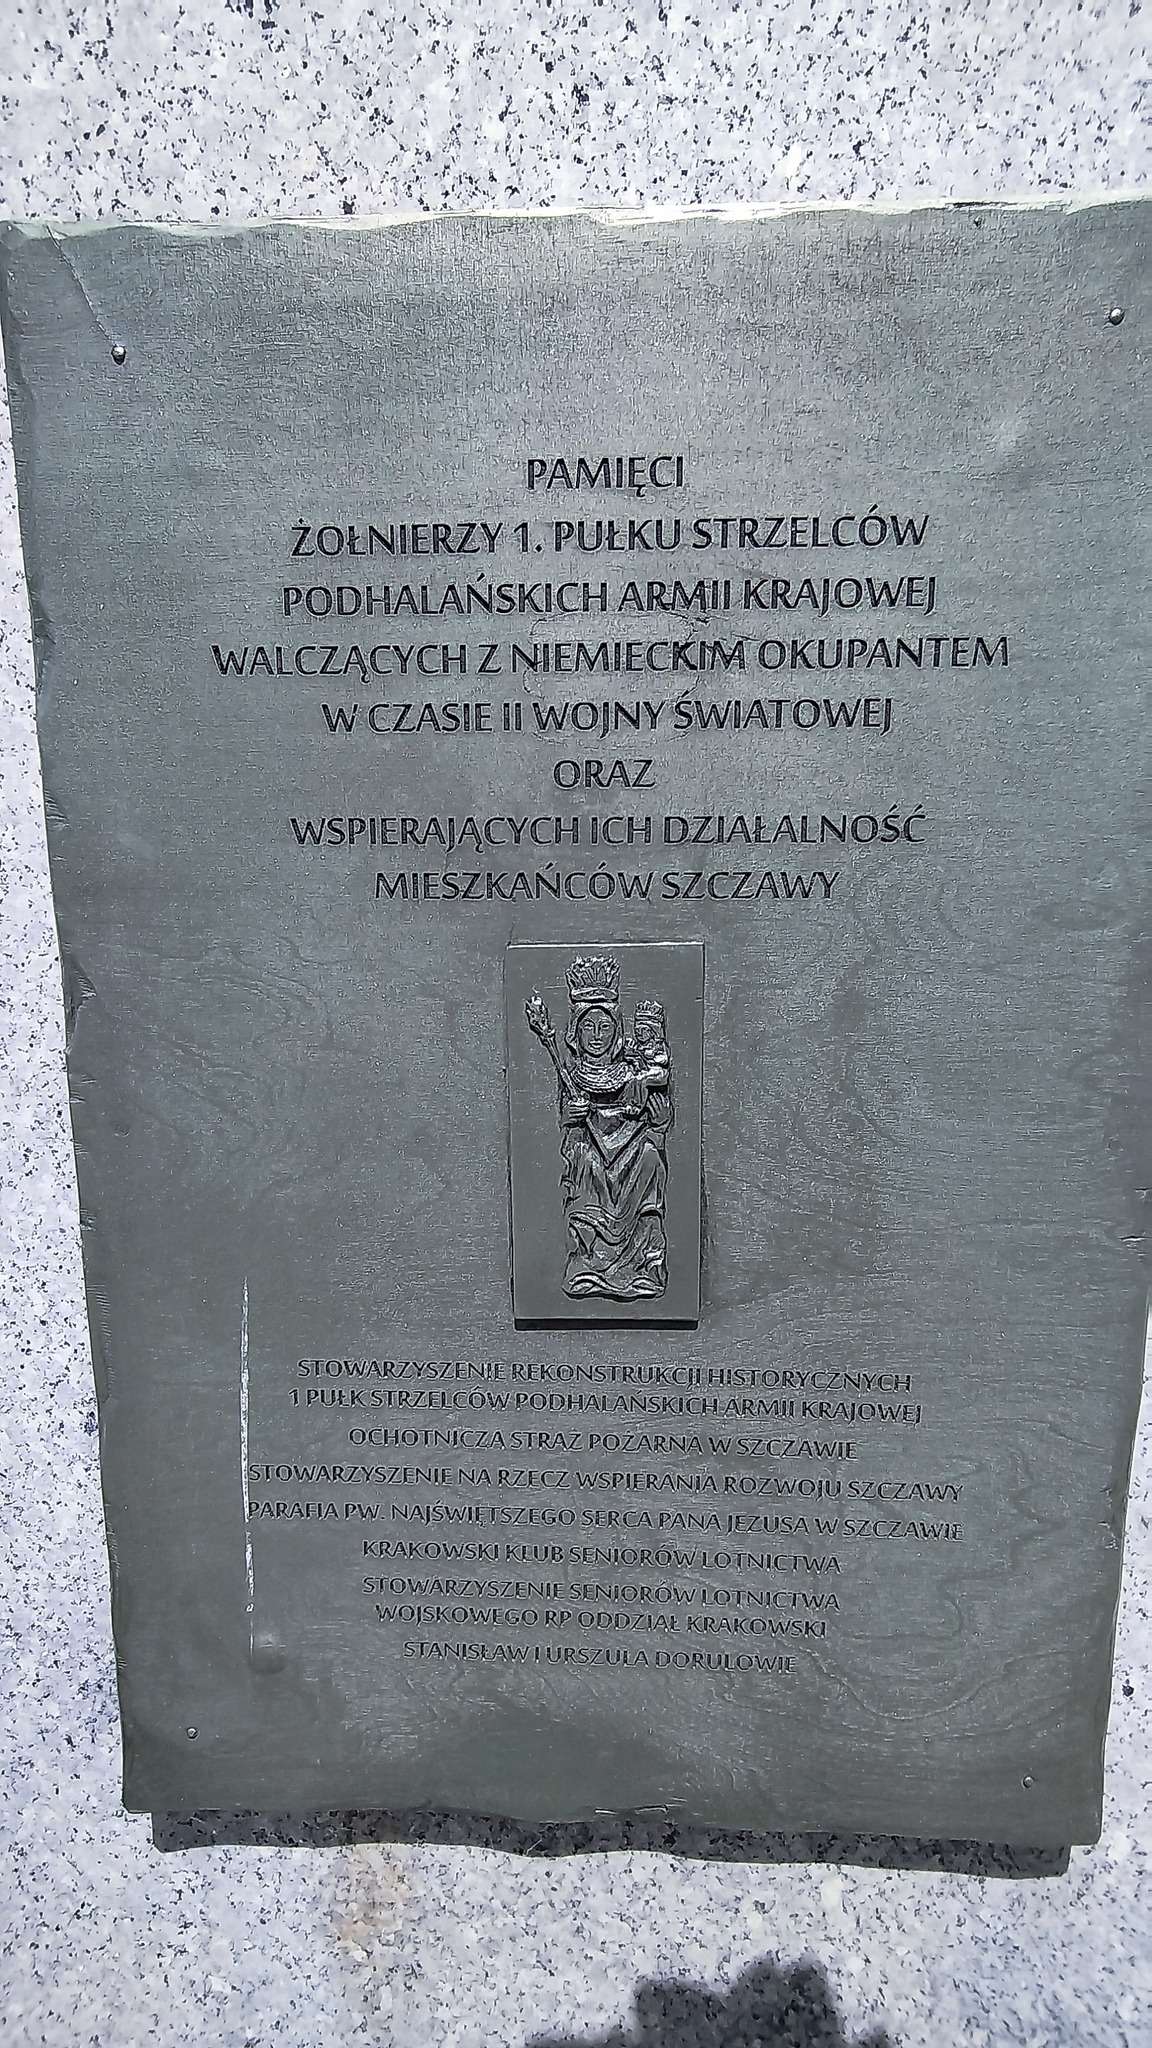 PAMIĘCI
ŻOŁNIERZY 1. PUŁKU STRZELCÓW
PODHALAŃSKICH ARMII KRAJOWEJ
WALCZĄCYCH Z NIEMIECKIM OKUPANTEM
W CZASIE II WOJNY ŚWIATOWEJ
ORAZ
WSPIERAJĄCYCH ICH DZIAŁALNOŚĆ
MIESZKAŃCÓW SZCZAWY
STOWARZYSZENIE REKONSTRUKCJI HISTORYCZNYCH
1 PUŁK STRZELCÓW PODHALAŃSKICH ARMII KRAJOWEJ
OCHOTNICZA STRAŻ POŻARNA W SZCZAWIE
STOWARZYSZENIE NA RZECZ WSPIERANIA ROZWOJU SZCZAWY
PARAFIA PW. NAJŚWIĘTSZEGO SERCA PANA JEZUSA W SZCZAWIE
KRAKOWSKI KLUB SENIORÓW LOTNICTWA
STOWARZYSZENIE SENIORÓW LOTNICTWA
WOJSKOWEGO RP ODDZIAŁ KRAKOWSKI
STANISŁAW I URSZULA DORULOWIE